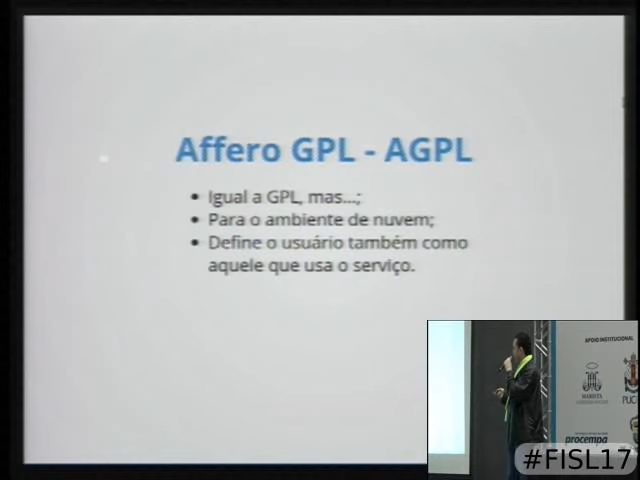 Affero GPL - AGPL
• Igual a GPL, mas...;
• Para o ambiente de nuvem;
• Define o usuário também como
aquele que usa o serviço.
APOIO INSTITUCIONAL
MARISTA
PUC
procempa
#FISL17